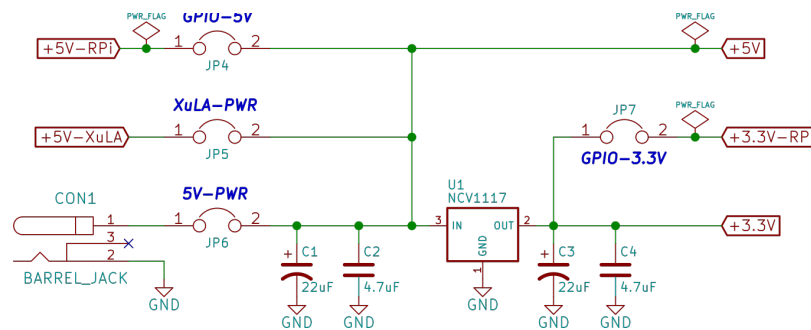 PWR_FLAG
GPIO-5V
PWR_FLAG
+5V-RPi
1
2
JP4
+5V
XuLA-PWR
JP7
PWR_FLAG
+5V-XuLA
1
2
JP5
1
2
+3.3V-RP
GPIO-3.3V
CON1
5V-PWR
U1
NCV1117
1
1
2
JP6
3
IN
OUT
2
GND
1
+3.3V
3
2
BARREL_JACK
GND
+
C1
22uF
GND
C2
4.7uF
GND
GND
+
C3
22uF
GND
C4
4.7uF
GND